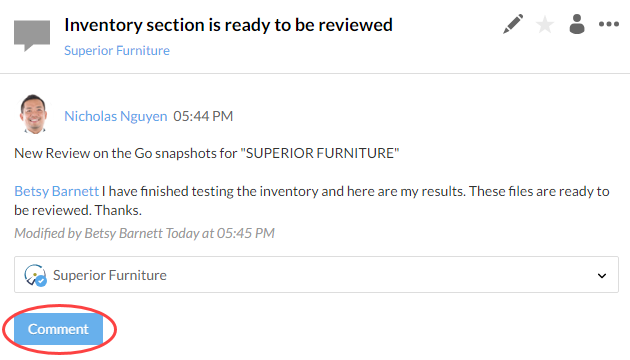 Inventory section is ready to be reviewed
Superior Furniture
Nicholas Nguyen 05:44 PM
New Review on the Go snapshots for "SUPERIOR FURNITURE"
Betsy Barnett I have finished testing the inventory and here are my results. These files are ready to
be reviewed. Thanks.
Modified by Betsy Barnett Today at 05:45 PM
Superior Furniture
Comment